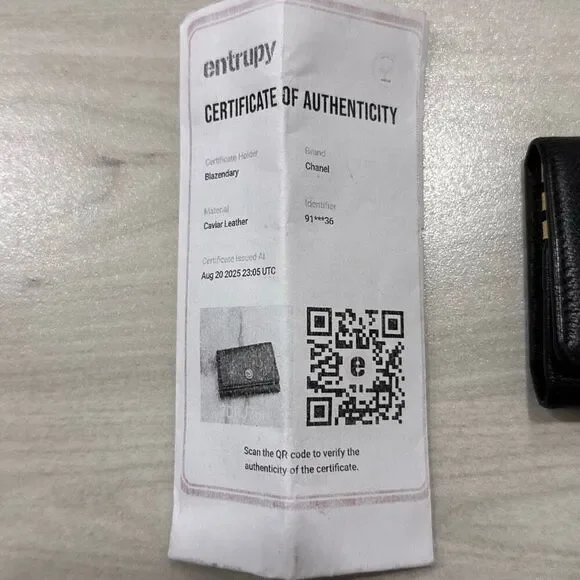 entrupy
CERTIFICATE OF AUTHENTICITY
Certificate Holder
Blazendary
Brand
Chanel
Material
Caviar Leather
Identifier
91***36
Certificate Issued At
Aug 20 2025 23:05 UTC
e
Scan the QR code to verify the
authenticity of the certificate.